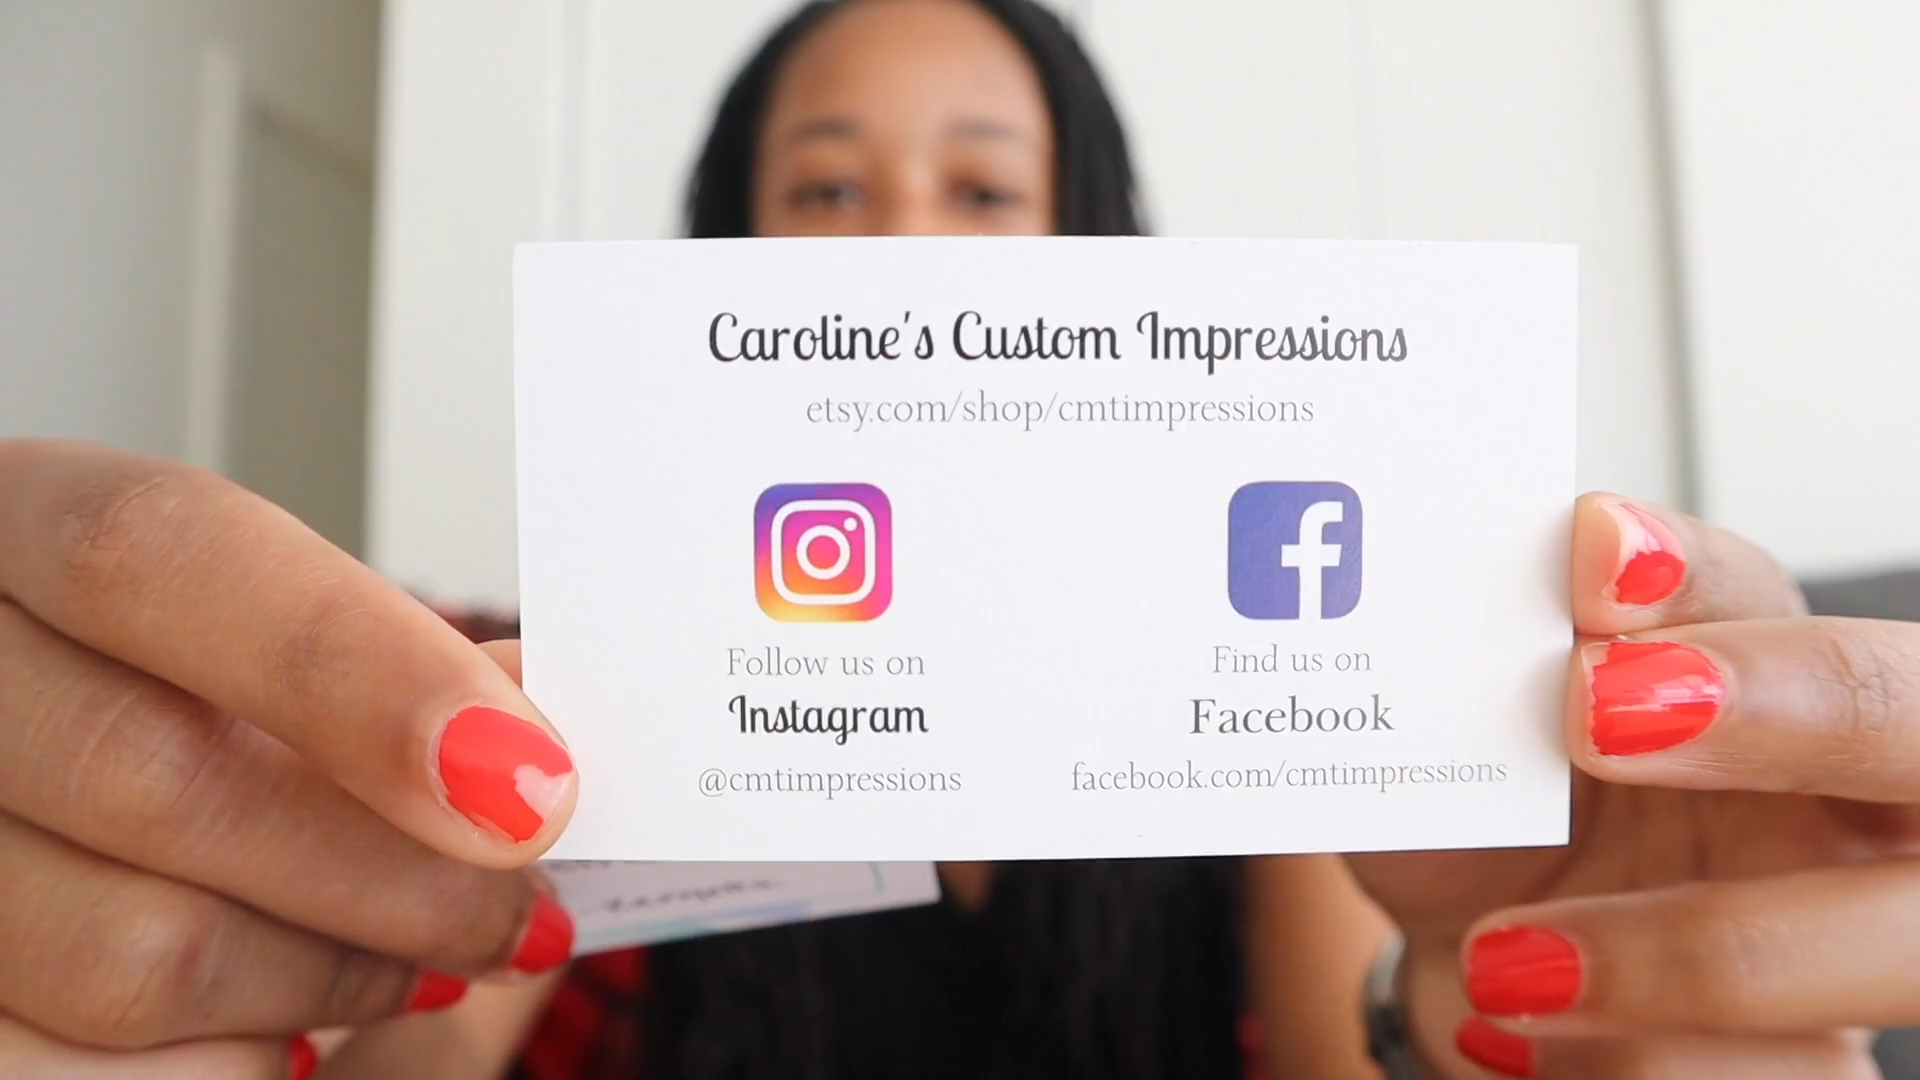 Caroline's Custom Impressions
etsy.com/shop/cmtimpressions
Follow us on
Instagram
@cmtimpressions
Find us on
Facebook
facebook.com/cmtimpressions